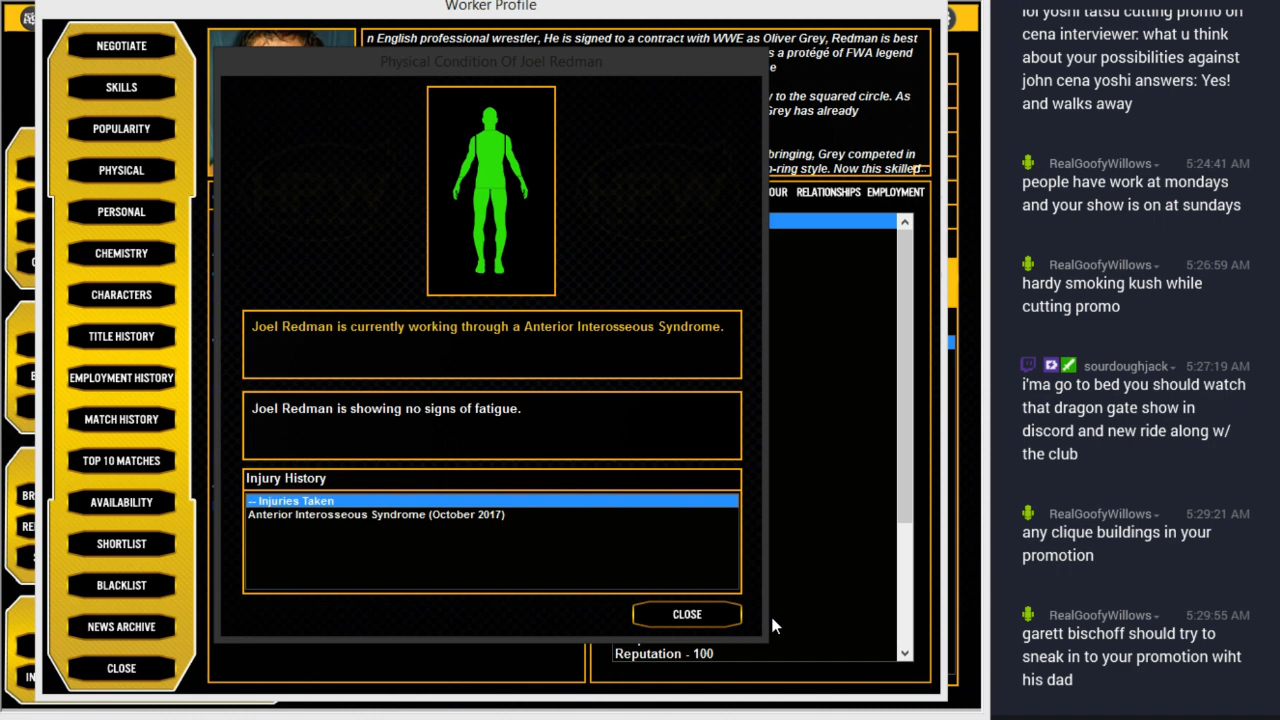 Worker Profile
NEGOTIATE
SKILLS
POPULARITY
PHYSICAL
PERSONAL
CHEMISTRY
CHARACTERS
TITLE HISTORY
EMPLOYMENT HISTORY
MATCH HISTORY
TOP 10 MATCHES
AVAILABILITY
SHORTLIST
BLACKLIST
NEWS ARCHIVE
CLOSE
n English professional wrestler, He is signed to a contract with WWE as Oliver Grey, Redman is best
s a protégé of FWA legend
e
y to the squared circle. As
Grey has already
bringing, Grey competed in
n-ring style. Now this skilled
OUR RELATIONSHIPS EMPLOYMENT
Physical Condition Of Joel Redman
Joel Redman is currently working through a Anterior Interosseous Syndrome.
Joel Redman is showing no signs of fatigue.
Injury History
-- Injuries Taken
Anterior Interosseous Syndrome (October 2017)
CLOSE
Reputation - 100
BR
RE
IN
lol yoshi tatsu cutting promo on
cena interviewer: what u think
about your possibilities against
john cena yoshi answers: Yes!
and walks away
RealGoofyWillows 5:24:41 AM
people have work at mondays
and your show is on at sundays
RealGoofyWillows 5:26:59 AM
hardy smoking kush while
cutting promo
sourdoughjack 5:27:19 AM
i'ma go to bed you should watch
that dragon gate show in
discord and new ride along w/
the club
RealGoofyWillows 5:29:21 AM
any clique buildings in your
promotion
RealGoofyWillows 5:29:55 AM
garett bischoff should try to
sneak in to your promotion wiht
his dad